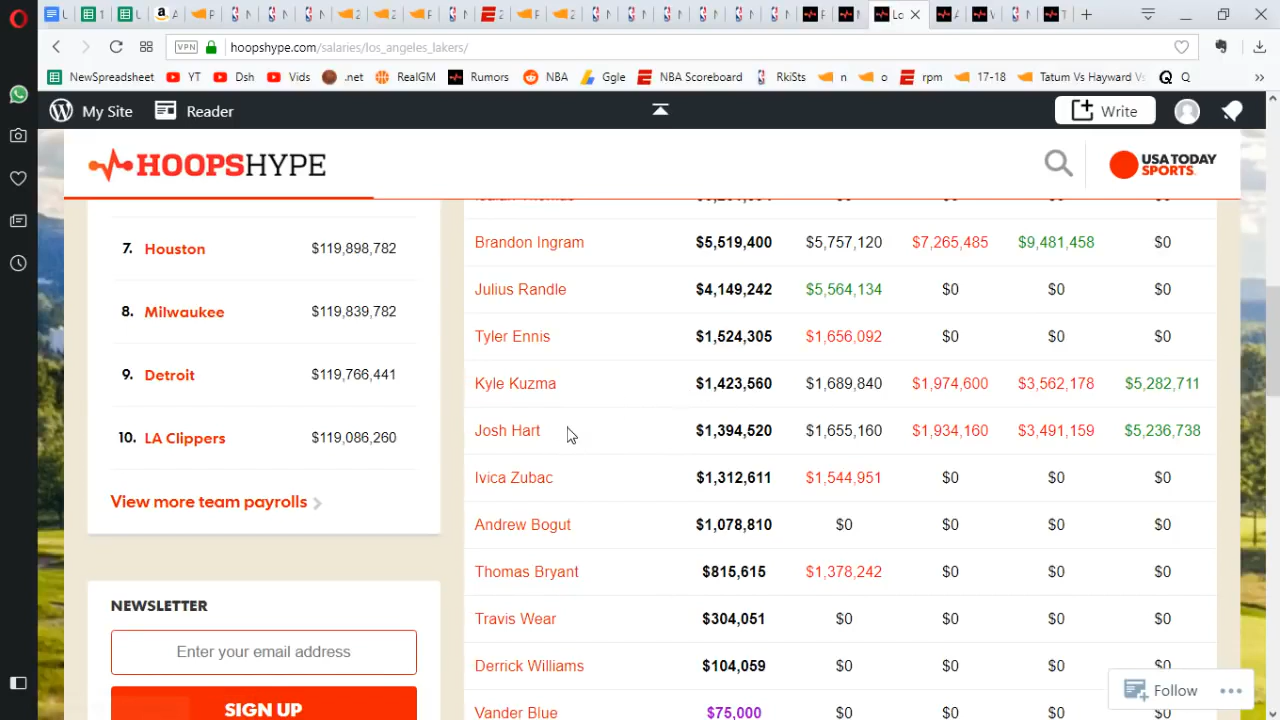 VPN hoopshype.com/salaries/los_angeles_lakers/
NewSpreadsheet YT Dsh Vids .net RealGM Rumors NBA Ggle NBA Scoreboard RkiSts n o rpm 17-18 Tatum Vs Hayward
My Site Reader Write
HOOPSHYPE USA TODAY SPORTS
7. Houston $119,898,782
8. Milwaukee $119,839,782
9. Detroit $119,766,441
10. LA Clippers $119,086,260
View more team payrolls
NEWSLETTER
Enter your email address
SIGN UP
Brandon Ingram $5,519,400 $5,757,120 $7,265,485 $9,481,458 $0
Julius Randle $4,149,242 $5,564,134 $0 $0 $0
Tyler Ennis $1,524,305 $1,656,092 $0 $0 $0
Kyle Kuzma $1,423,560 $1,689,840 $1,974,600 $3,562,178 $5,282,711
Josh Hart $1,394,520 $1,655,160 $1,934,160 $3,491,159 $5,236,738
Ivica Zubac $1,312,611 $1,544,951 $0 $0 $0
Andrew Bogut $1,078,810 $0 $0 $0 $0
Thomas Bryant $815,615 $1,378,242 $0 $0 $0
Travis Wear $304,051 $0 $0 $0 $0
Derrick Williams $104,059 $0 $0 $0 $0
Vander Blue $75,000 $0 $0 $0 $0
Follow